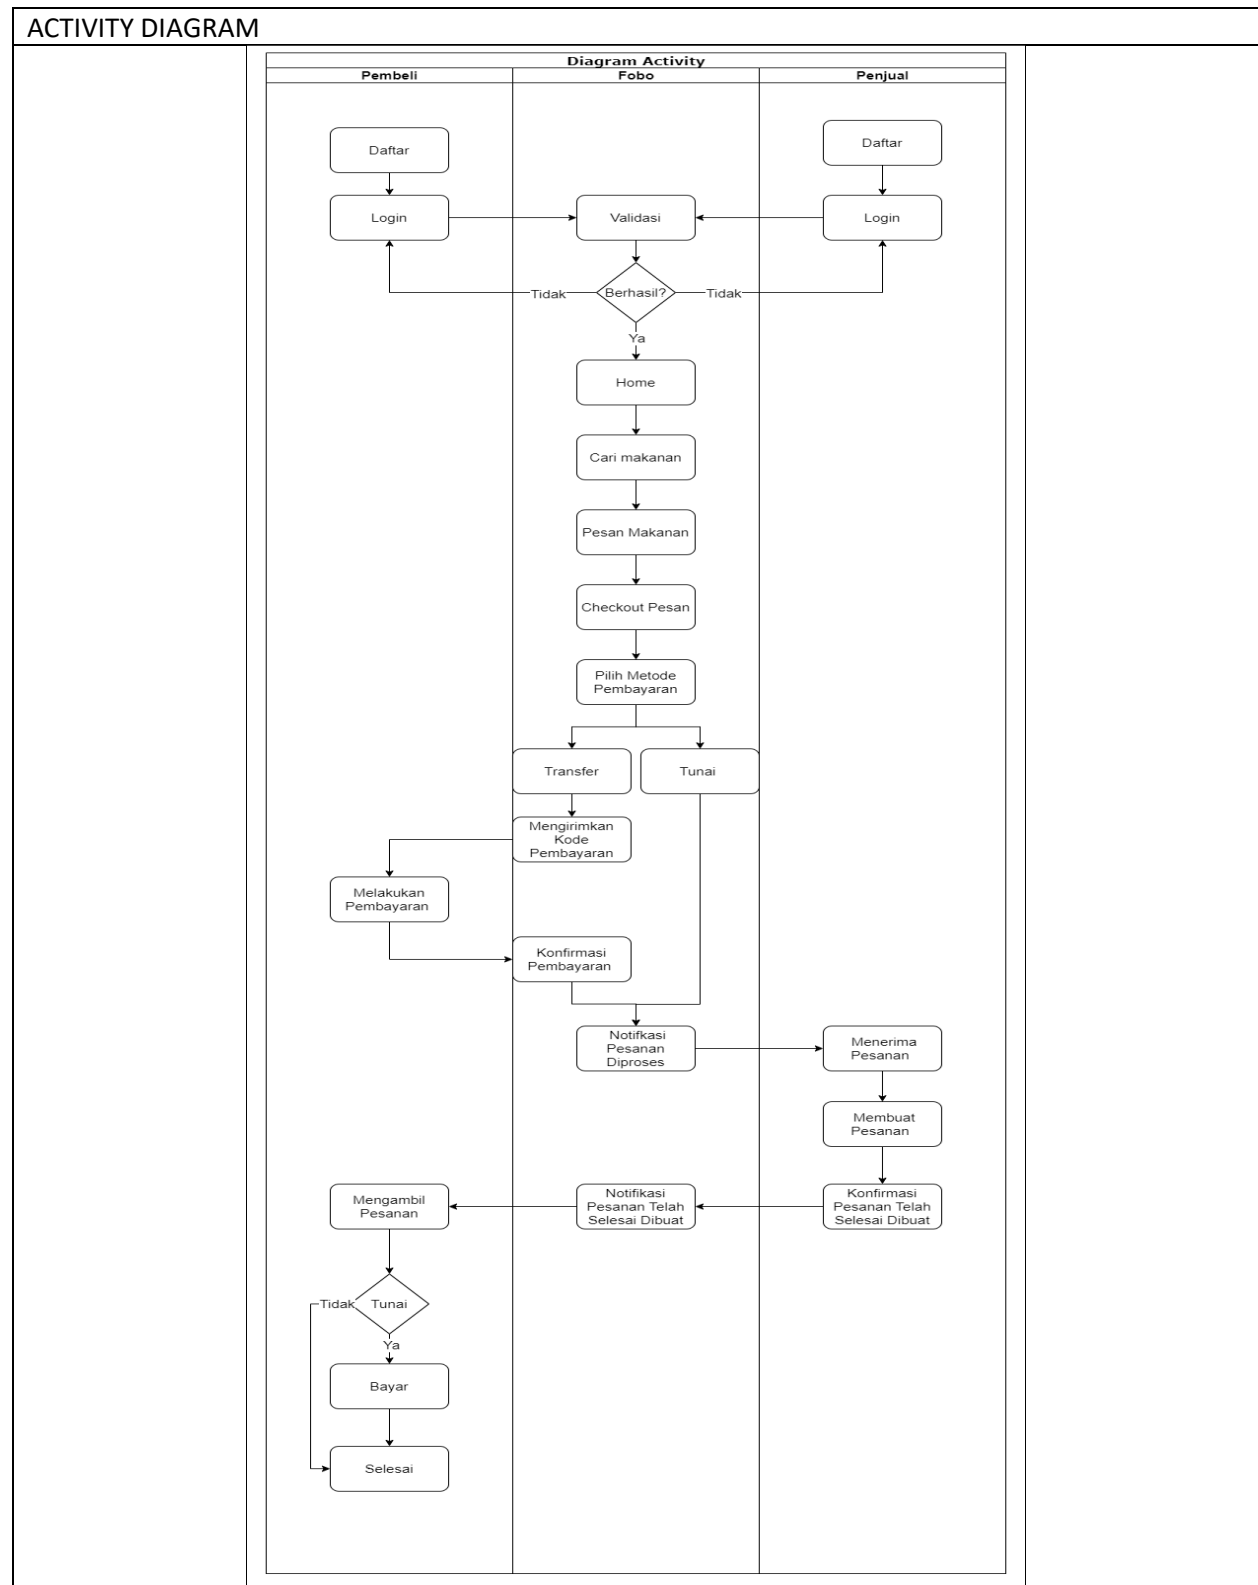 ACTIVITY DIAGRAM
Diagram Activity
Pembeli
Fobo
Penjual
Daftar
Daftar
Login
Validasi
Login
Tidak
Berhasil?
Tidak
Ya
Home
Cari makanan
Pesan Makanan
Checkout Pesan
Pilih Metode
Pembayaran
Transfer
Tunai
Mengirimkan
Kode
Pembayaran
Melakukan
Pembayaran
Konfirmasi
Pembayaran
Notifkasi
Pesanan
Diproses
Menerima
Pesanan
Membuat
Pesanan
Mengambil
Pesanan
Notifikasi
Pesanan Telah
Selesai Dibuat
Konfirmasi
Pesanan Telah
Selesai Dibuat
Tidak
Tunai
Ya
Bayar
Selesai